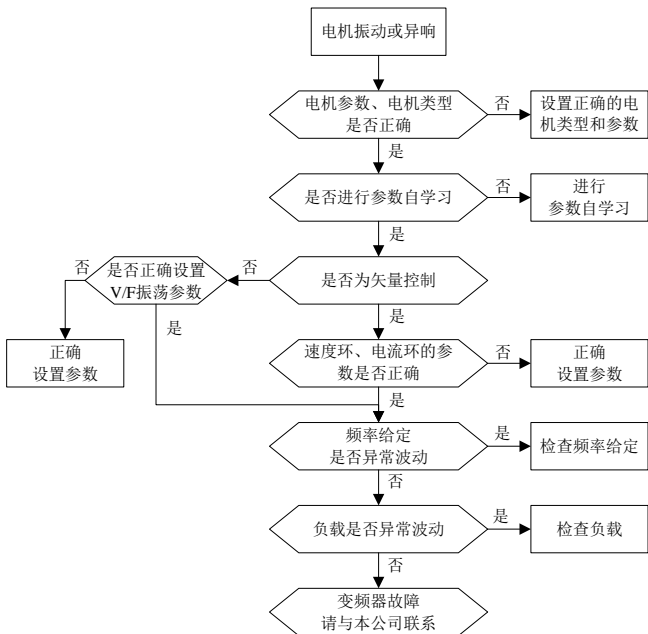 电机振动或异响
电机参数、电机类型
是否正确
否
设置正确的电
机类型和参数
是
是否进行参数自学习
否
进行
参数自学习
是
否
是否正确设置
V/F振荡参数
否
是否为矢量控制
是
是
正确
设置参数
速度环、电流环的参
数是否正确
否
正确
设置参数
是
频率给定
是否异常波动
是
检查频率给定
否
负载是否异常波动
是
检查负载
否
变频器故障
请与本公司联系